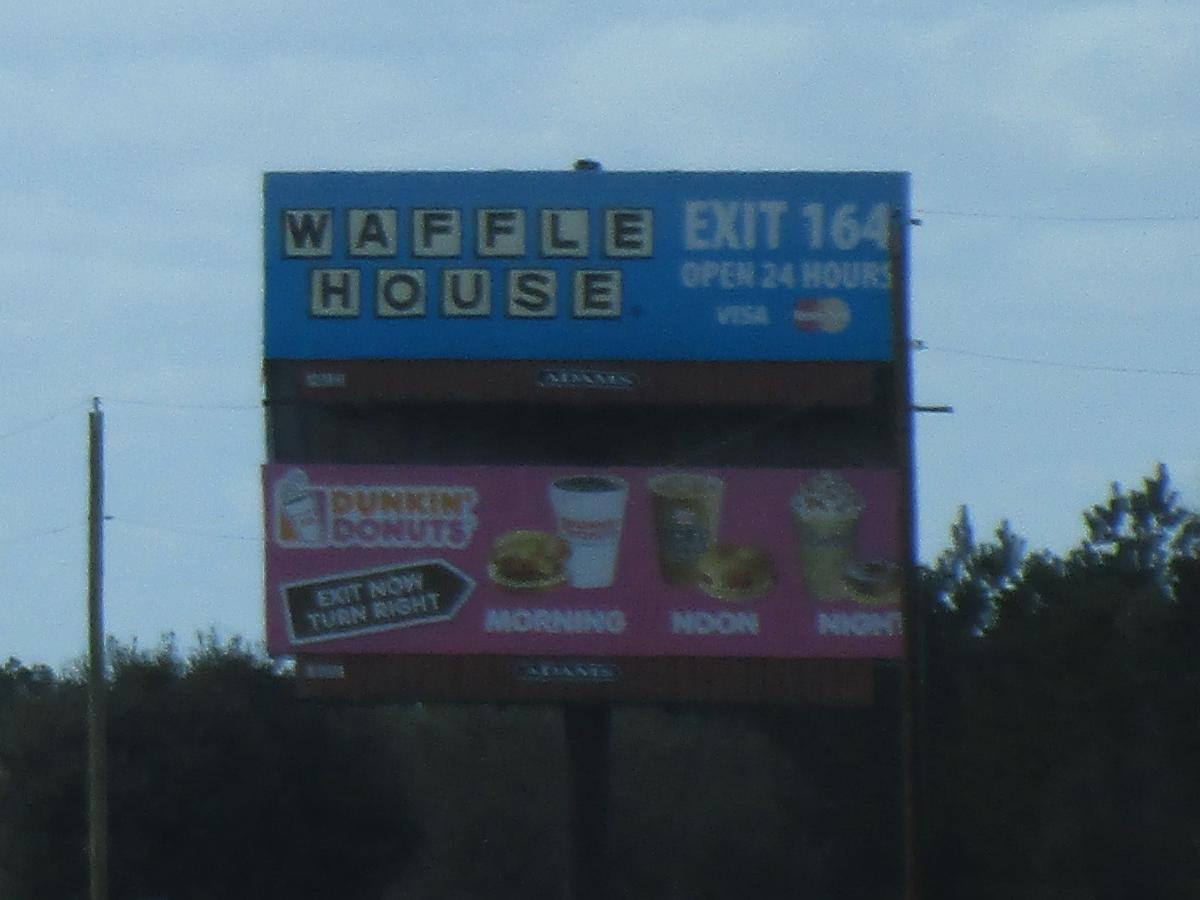 WAFFLE
HOUSE
EXIT 164
OPEN 24 HOURS
VISA
ADAMS
DUNKIN'
DONUTS
EXIT NOW
TURN RIGHT
MORNING
NOON
NIGHT
ADAMS